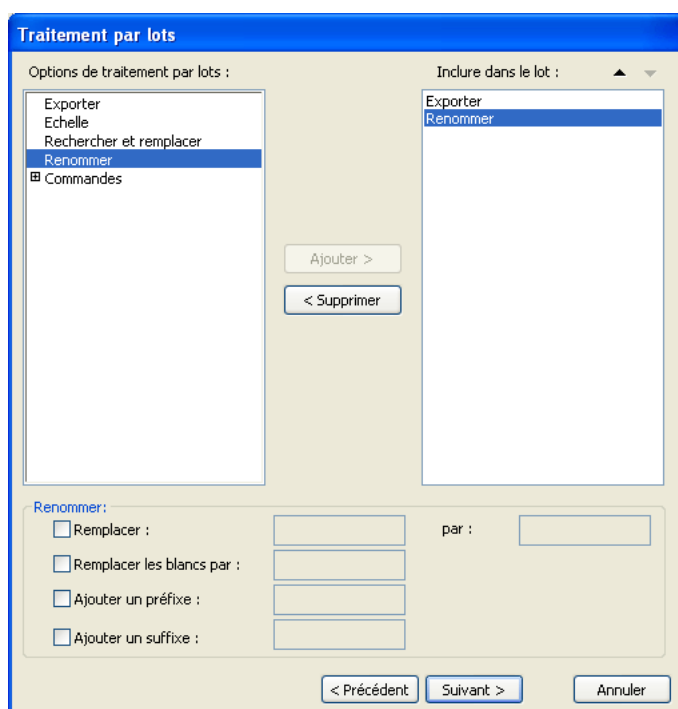 Traitement par lots
Options de traitement par lots :
Inclure dans le lot :
Exporter
Echelle
Rechercher et remplacer
Renommer
Commandes
Exporter
Renommer
Ajouter >
< Supprimer
Renommer:
Remplacer :
par :
Remplacer les blancs par :
Ajouter un préfixe :
Ajouter un suffixe :
< Précédent
Suivant >
Annuler